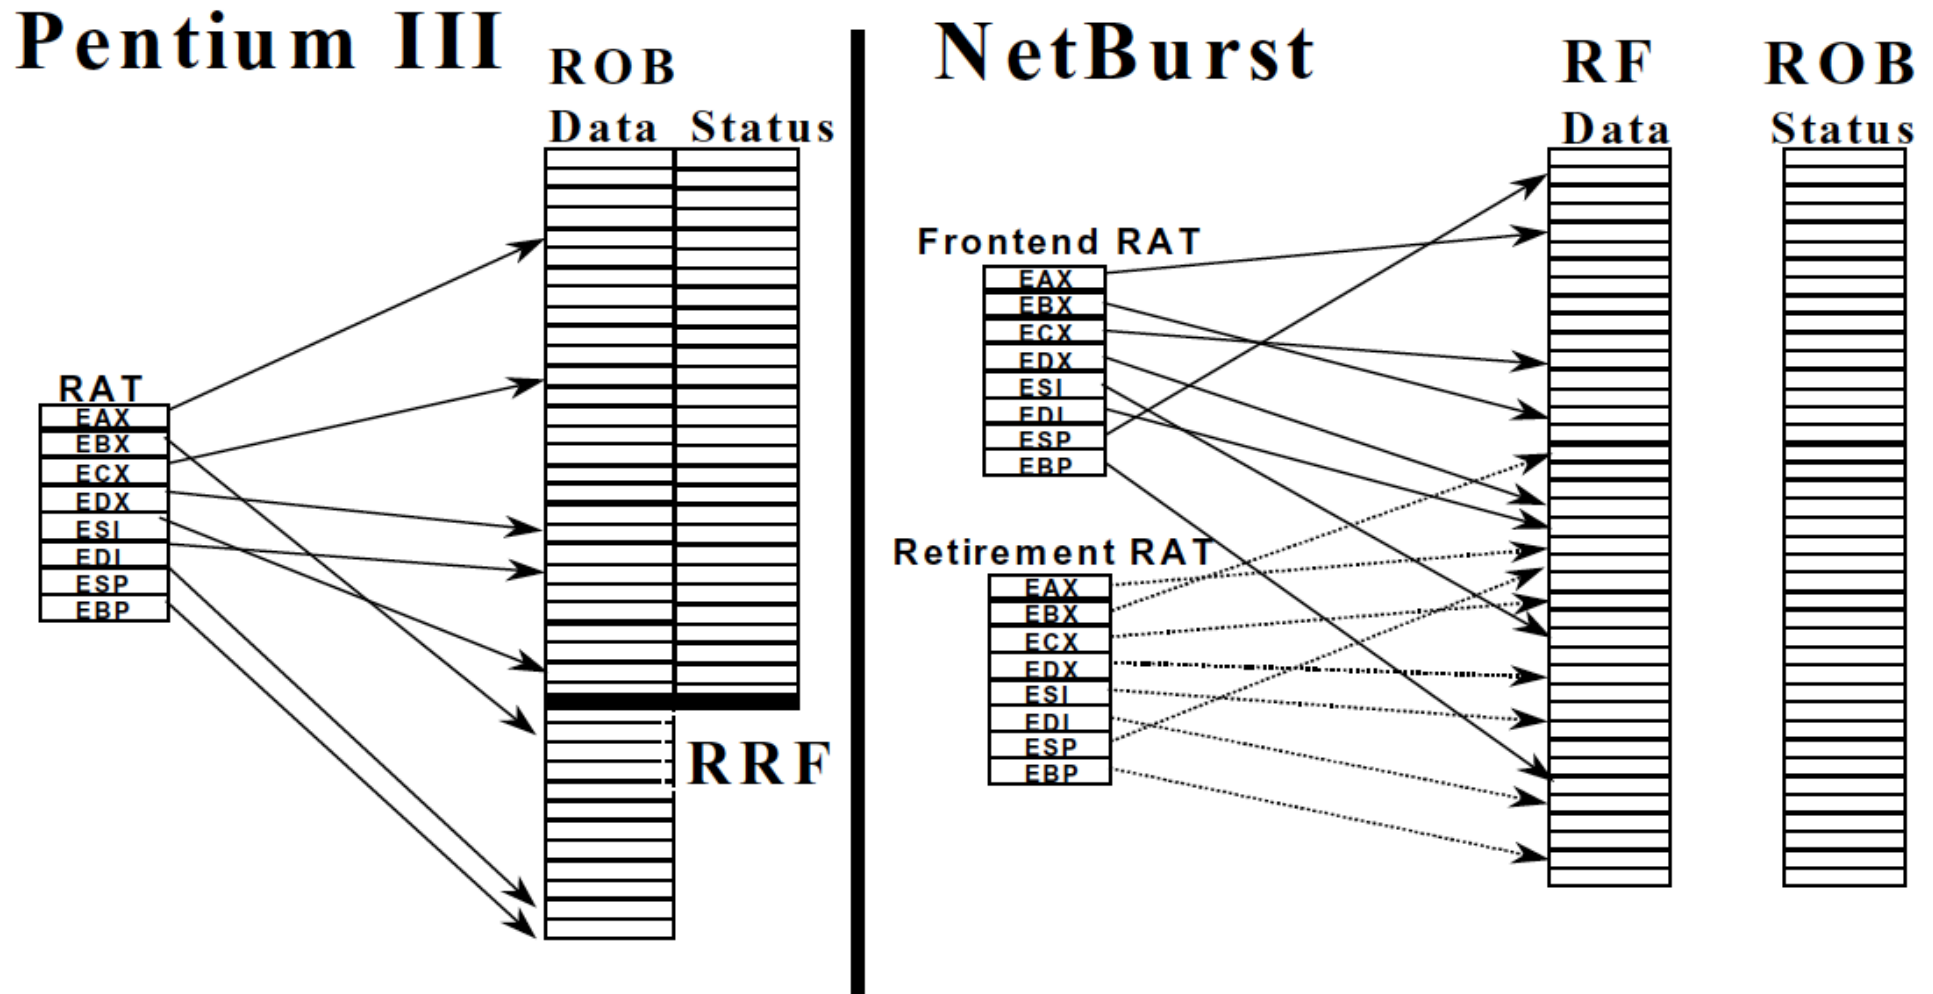 Pentium III
ROB
Data Status
RAT
EAX
EBX
ECX
EDX
ESI
EDI
ESP
EBP
RRF
NetBurst
RF
Data
ROB
Status
Frontend RAT
EAX
EBX
ECX
EDX
ESI
EDI
ESP
EBP
Retirement RAT
EAX
EBX
ECX
EDX
ESI
EDI
ESP
EBP